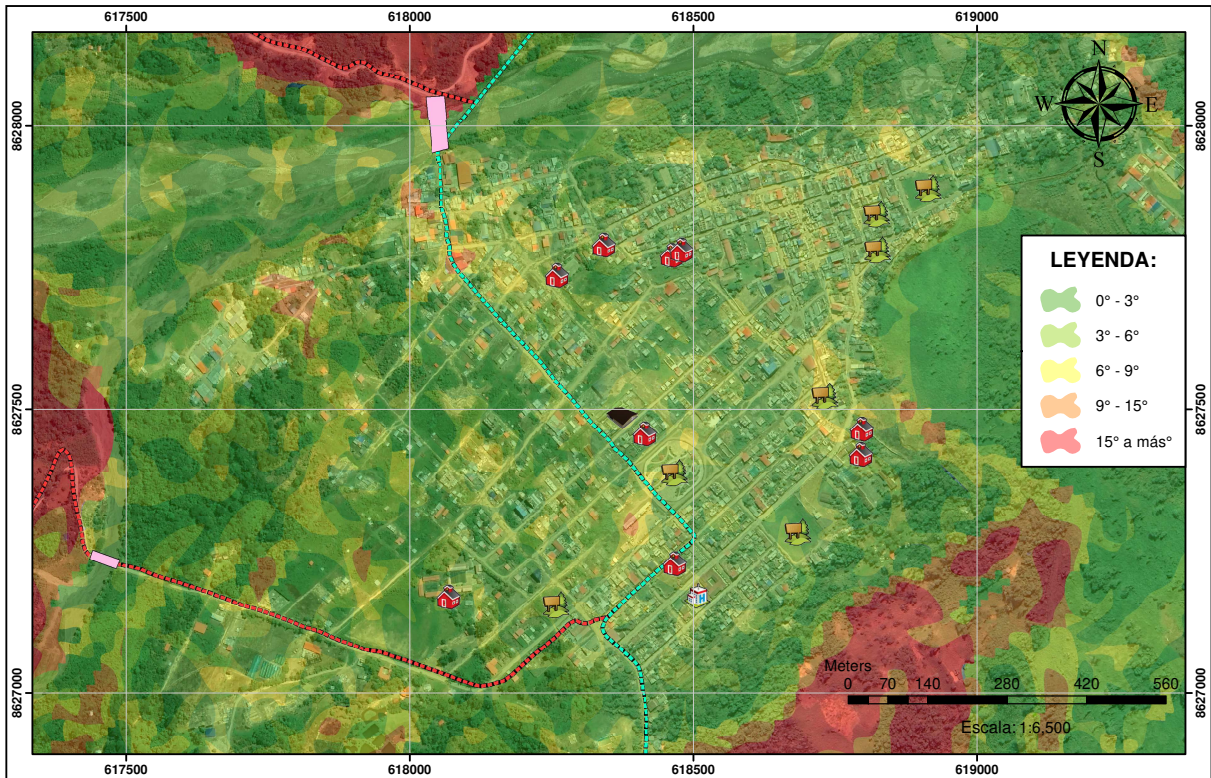 617500 618000 618500 619000
N
W E
S
8628000 8628000
8627500 8627500
8627000 8627000
LEYENDA:
0° - 3°
3° - 6°
6° - 9°
9° - 15°
15° a más°
H
Meters
0 70 140 280 420 560
Escala: 1:6,500
617500 618000 618500 619000